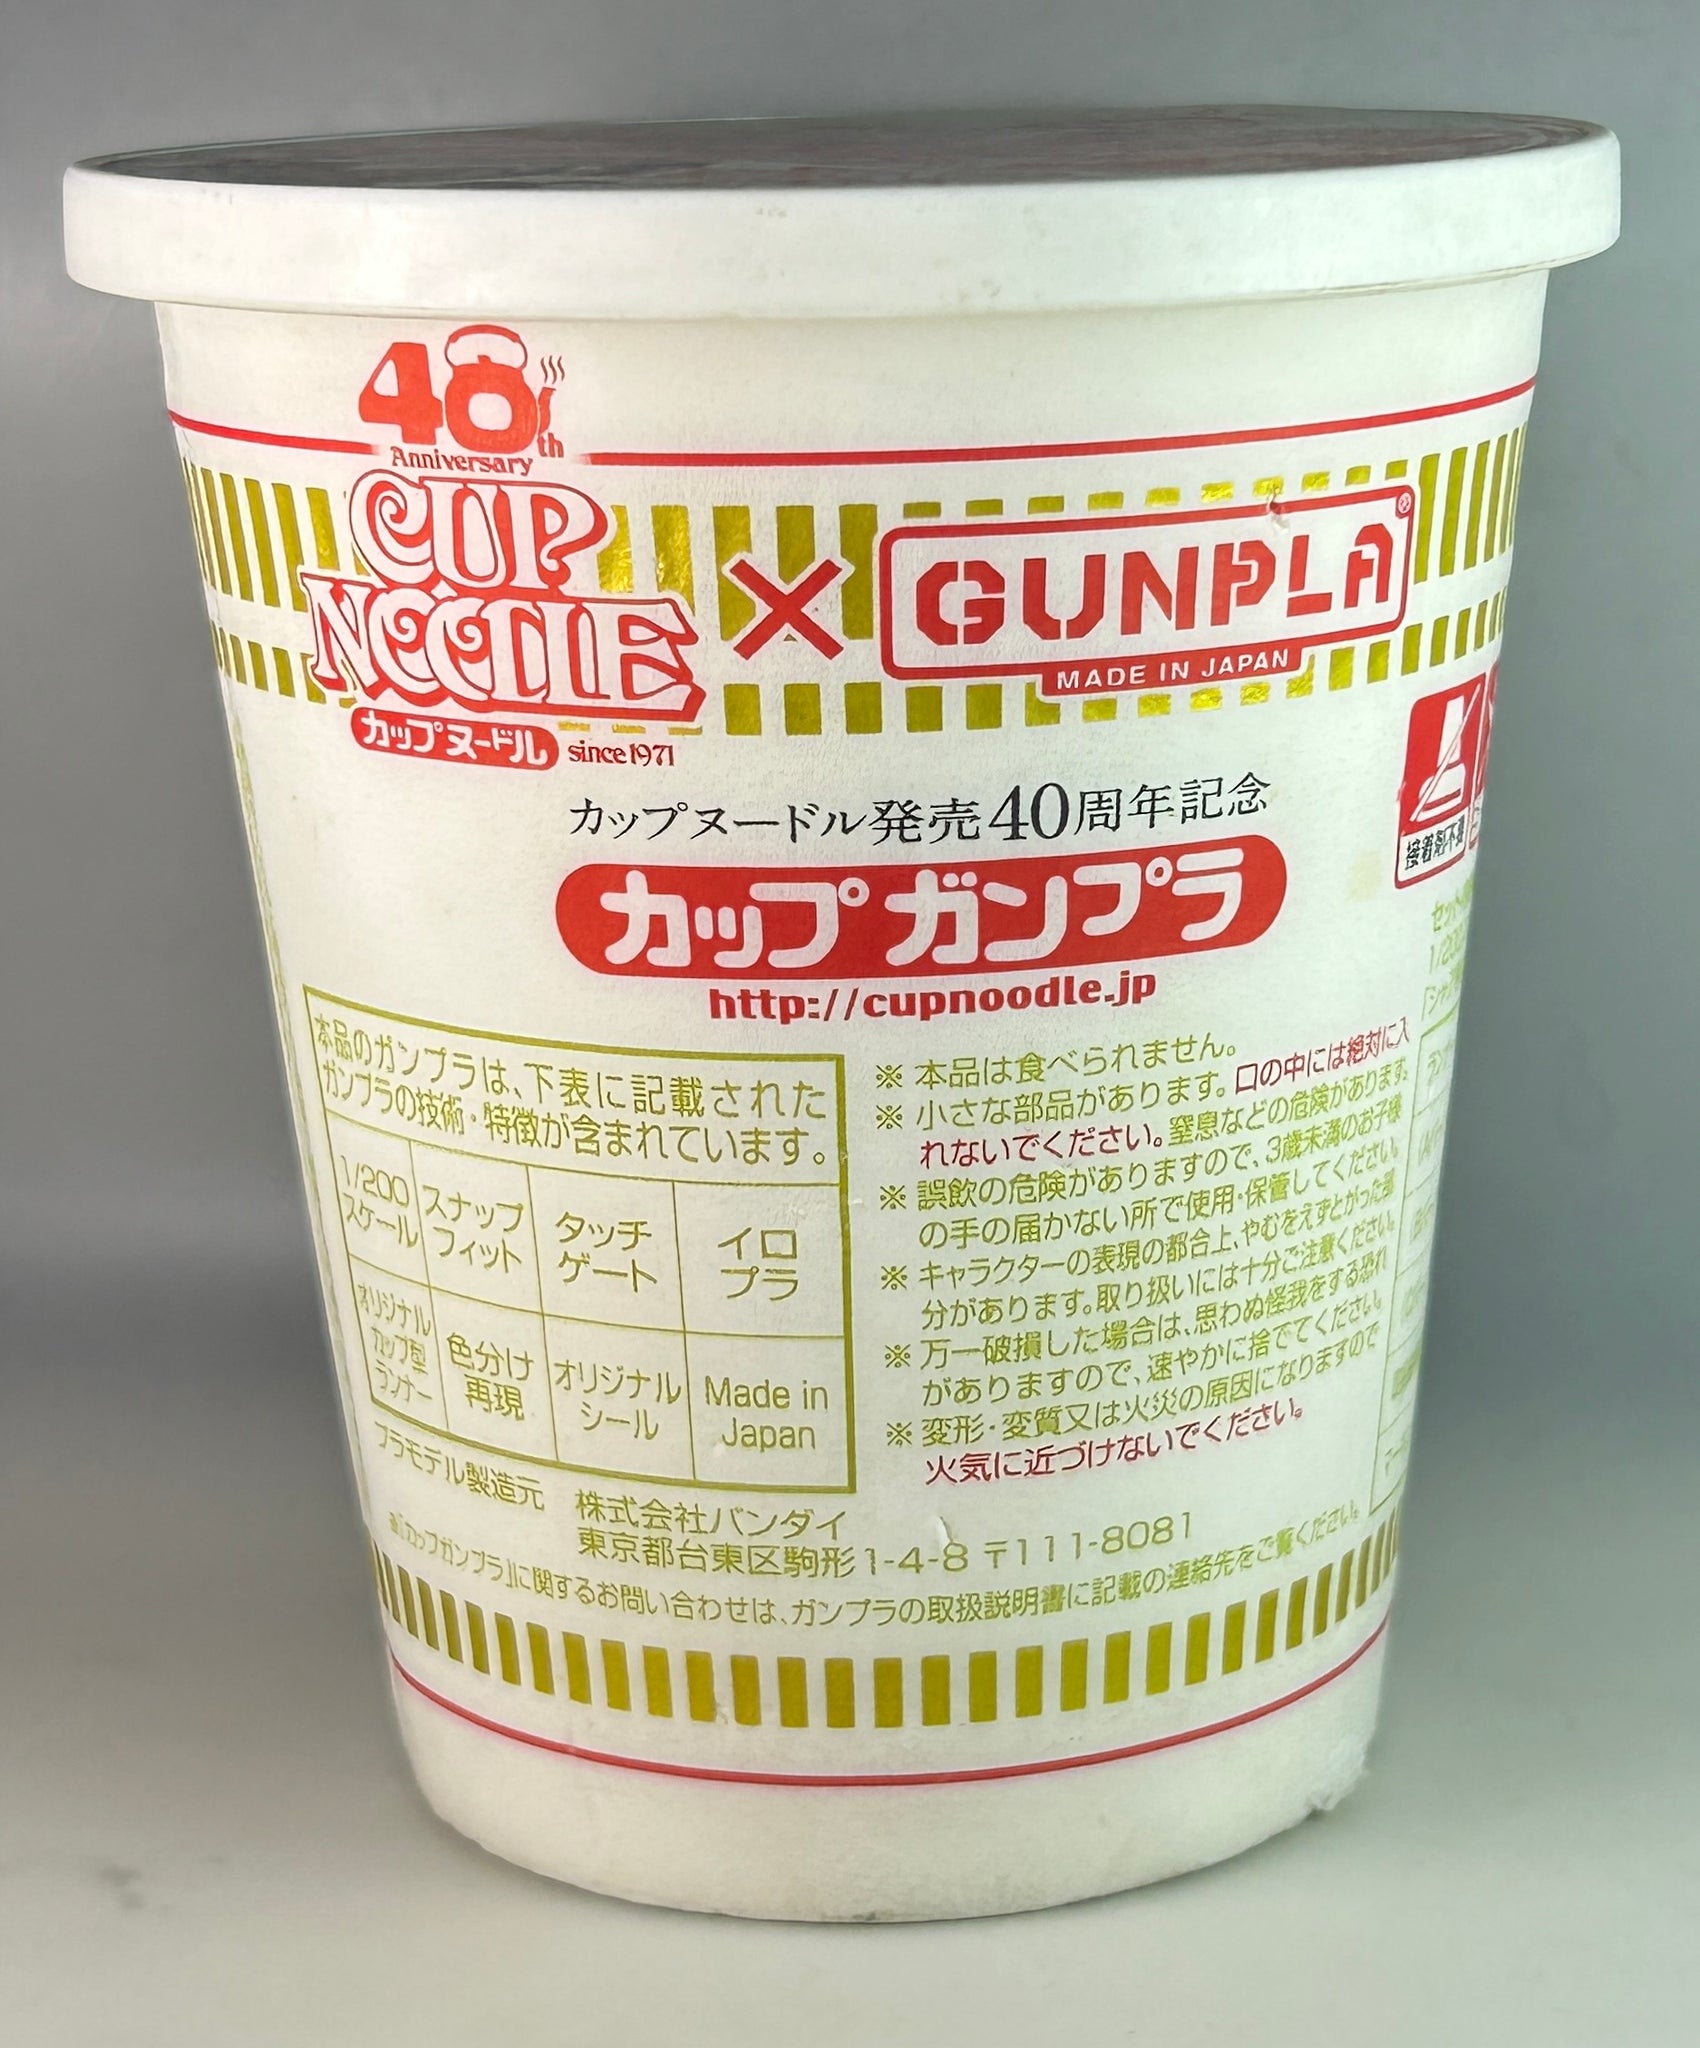 40th
Anniversary
CUP
NOODLE
カップヌードル since1971
×
GUNPLA
MADE IN JAPAN
カップヌードル発売40周年記念
カップガンプラ
http://cupnoodle.jp
接着剤不要
本品のガンプラは、下表に記載された
ガンプラの技術・特徴が含まれています。
1/200
スケール
スナップ
フィット
タッチ
ゲート
イロ
プラ
オリジナル
カップ型
ランナー
色分け
再現
オリジナル
シール
Made in
Japan
※本品は食べられません。
※小さな部品があります。口の中には絶対に入
れないでください。窒息などの危険があります。
※誤飲の危険がありますので、3歳未満のお子様
の手の届かない所で使用・保管してください。
※キャラクターの表現の都合上、やむをえずとがった部
分があります。取り扱いには十分ご注意ください。
※万一破損した場合は、思わぬ怪我をする恐れ
がありますので、速やかに捨ててください。
※変形・変質又は火災の原因になりますので
火気に近づけないでください。
プラモデル製造元 株式会社バンダイ
東京都台東区駒形1-4-8 〒111-8081
「カップガンプラ」に関するお問い合わせは、ガンプラの取扱説明書に記載の連絡先をご覧ください。